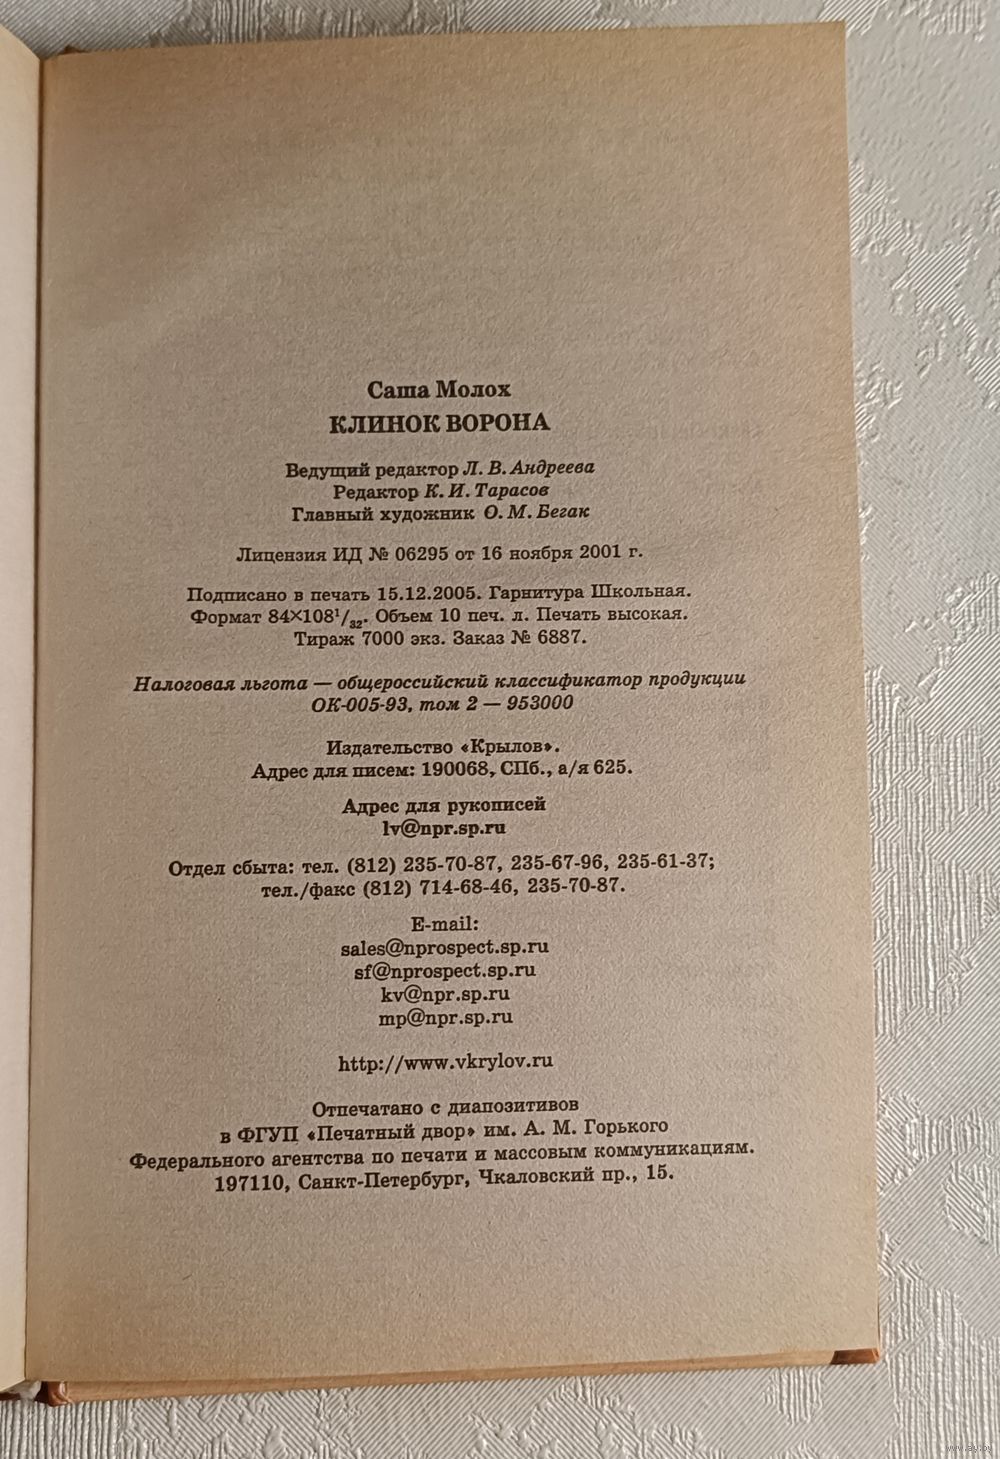 Саша Молох
КЛИНОК ВОРОНА
Ведущий редактор Л. В. Андреева
Редактор К. И. Тарасов
Главный художник О. М. Бегак
Лицензия ИД № 06295 от 16 ноября 2001 г.
Подписано в печать 15.12.2005. Гарнитура Школьная.
Формат 84×108¹/₃₂. Объем 10 печ. л. Печать высокая.
Тираж 7000 экз. Заказ № 6887.
Налоговая льгота — общероссийский классификатор продукции
ОК-005-93, том 2 — 953000
Издательство «Крылов».
Адрес для писем: 190068, СПб., а/я 625.
Адрес для рукописей
lv@npr.sp.ru
Отдел сбыта: тел. (812) 235-70-87, 235-67-96, 235-61-37;
тел./факс (812) 714-68-46, 235-70-87.
E-mail:
sales@nprospect.sp.ru
sf@nprospect.sp.ru
kv@npr.sp.ru
mp@npr.sp.ru
http://www.vkrylov.ru
Отпечатано с диапозитивов
в ФГУП «Печатный двор» им. А. М. Горького
Федерального агентства по печати и массовым коммуникациям.
197110, Санкт-Петербург, Чкаловский пр., 15.
www.ay.by